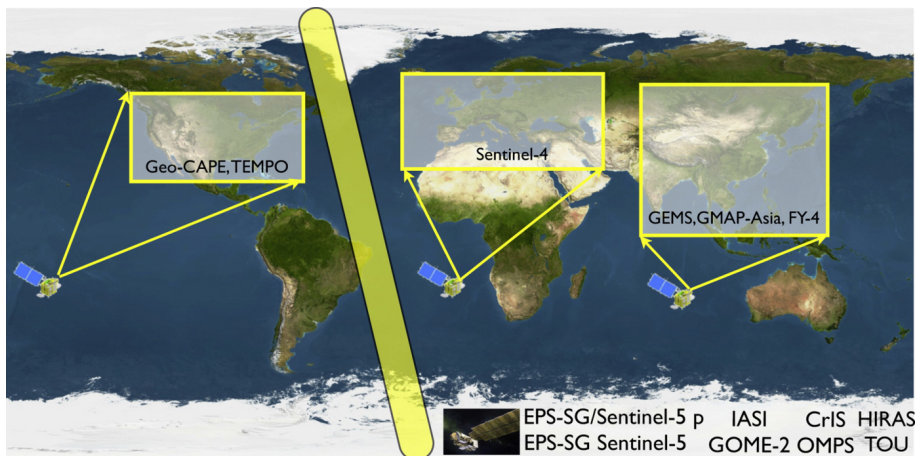 Geo-CAPE, TEMPO
Sentinel-4
GEMS,GMAP-Asia, FY-4
EPS-SG/Sentinel-5 p IASI CrIS HIRAS
EPS-SG Sentinel-5 GOME-2 OMPS TOU